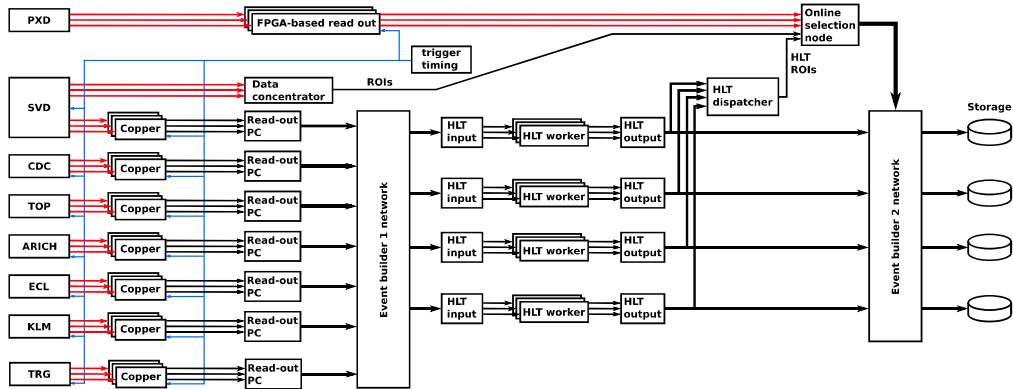 PXD
FPGA-based read out
Online
selection
node
trigger
timing
HLT
ROIs
SVD
Data
concentrator
ROIs
HLT
dispatcher
Storage
Copper
Read-out
PC
HLT
input
HLT worker
HLT
output
CDC
Copper
Read-out
PC
TOP
Copper
Read-out
PC
HLT
input
HLT worker
HLT
output
ARICH
Copper
Read-out
PC
Event builder 1 network
HLT
input
HLT worker
HLT
output
Event builder 2 network
ECL
Copper
Read-out
PC
KLM
Copper
Read-out
PC
HLT
input
HLT worker
HLT
output
TRG
Copper
Read-out
PC